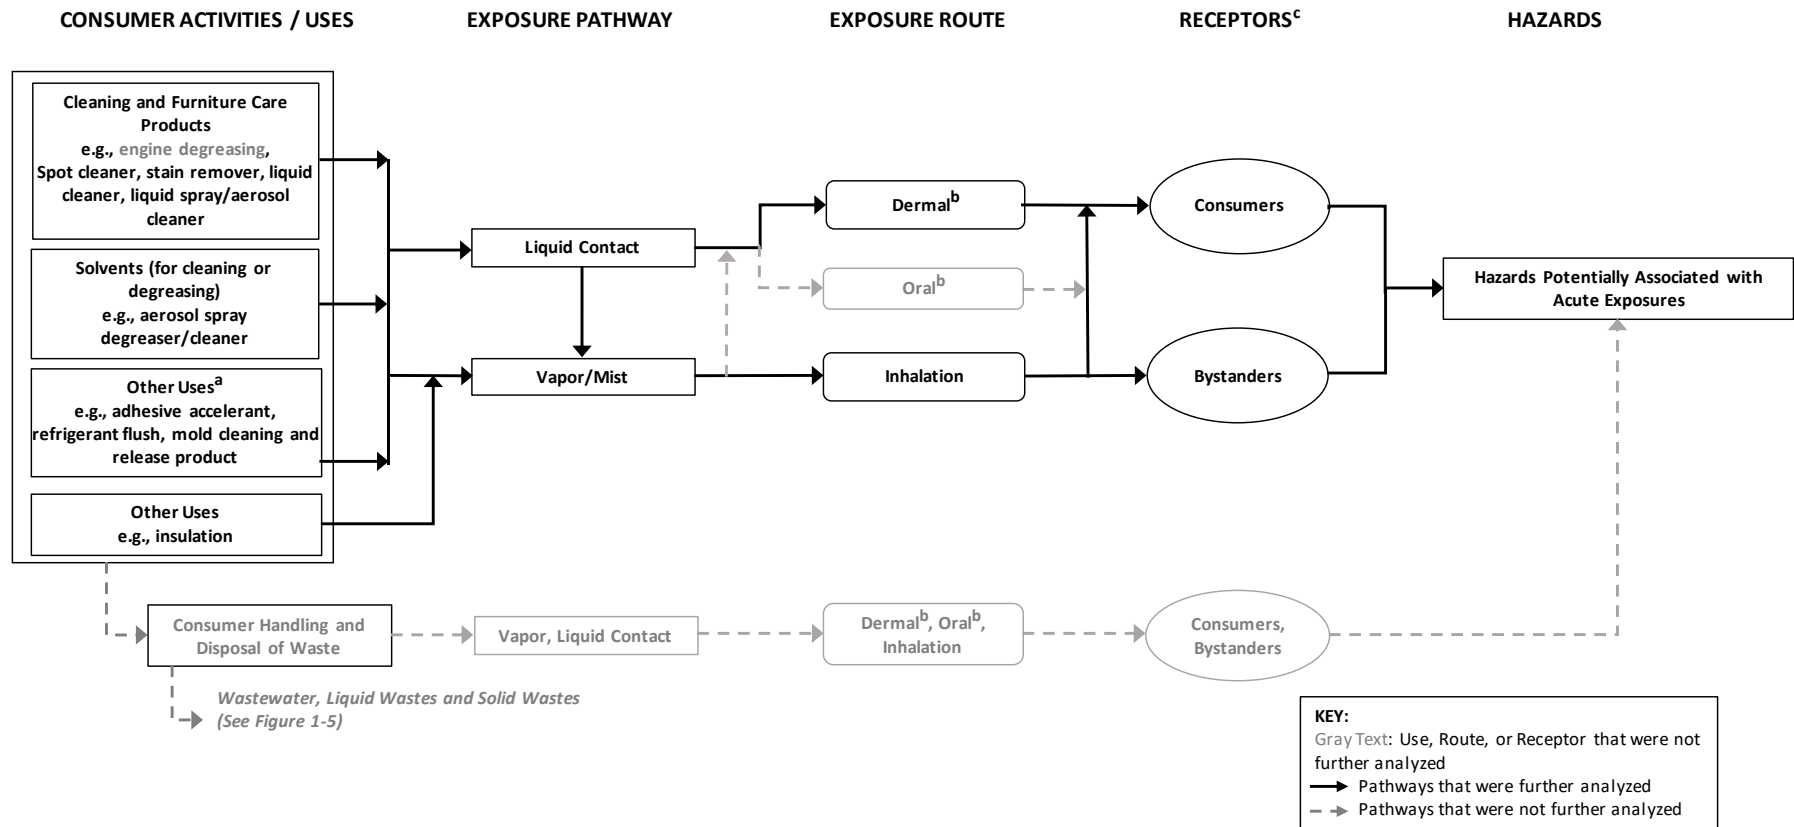 CONSUMER ACTIVITIES / USES
EXPOSURE PATHWAY
EXPOSURE ROUTE
RECEPTORSᶜ
HAZARDS
Cleaning and Furniture Care
Products
e.g., engine degreasing,
Spot cleaner, stain remover, liquid
cleaner, liquid spray/aerosol
cleaner
Solvents (for cleaning or
degreasing)
e.g., aerosol spray
degreaser/cleaner
Other Usesᵃ
e.g., adhesive accelerant,
refrigerant flush, mold cleaning and
release product
Other Uses
e.g., insulation
Liquid Contact
Vapor/Mist
Dermalᵇ
Oralᵇ
Inhalation
Consumers
Bystanders
Hazards Potentially Associated with
Acute Exposures
Consumer Handling and
Disposal of Waste
Vapor, Liquid Contact
Dermalᵇ, Oralᵇ,
Inhalation
Consumers,
Bystanders
Wastewater, Liquid Wastes and Solid Wastes
(See Figure 1-5)
KEY:
Gray Text: Use, Route, or Receptor that were not
further analyzed
Pathways that were further analyzed
Pathways that were not further analyzed